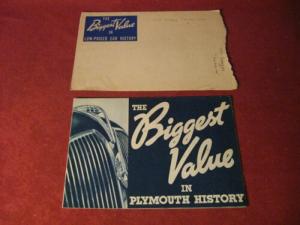 THE
Biggest
Value
IN
LOW-PRICED CAR HISTORY
THE
Biggest
Value
IN
PLYMOUTH HISTORY